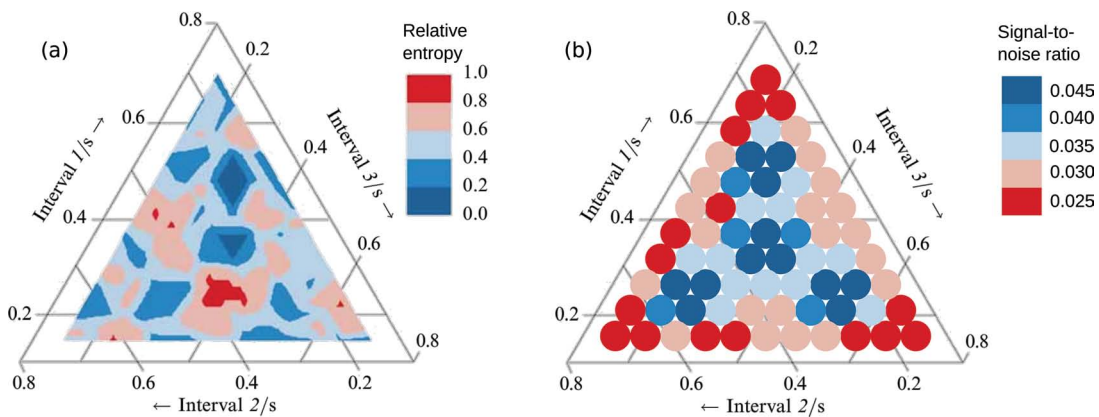 (a)
0.8
0.2
0.6
0.4
0.4
0.6
0.2
0.8
0.8
0.6
0.4
0.2
Interval 1/s →
Interval 3/s →
← Interval 2/s
Relative
entropy
1.0
0.8
0.6
0.4
0.2
0.0
(b)
0.8
0.2
0.6
0.4
0.4
0.6
0.2
0.8
0.8
0.6
0.4
0.2
Interval 1/s →
Interval 3/s →
← Interval 2/s
Signal-to-
noise ratio
0.045
0.040
0.035
0.030
0.025